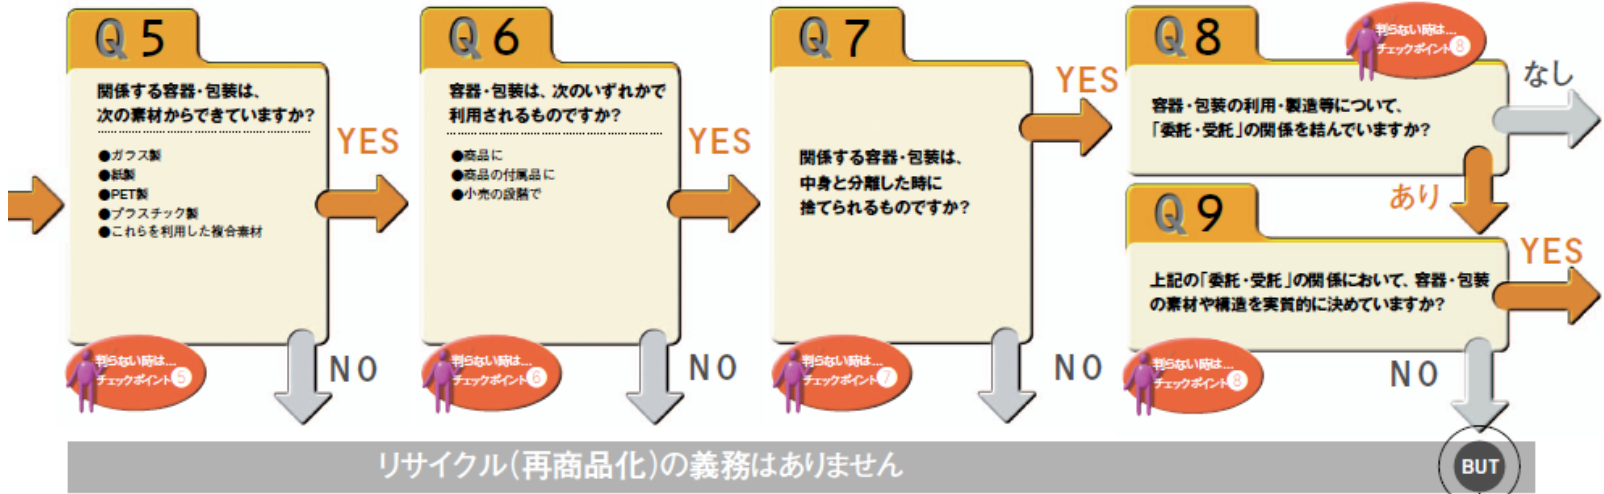 Q5
関係する容器・包装は、
次の素材からできていますか?
●ガラス製
●紙製
●PET製
●プラスチック製
●これらを利用した複合素材
判らない時は…
チェックポイント5
YES
NO
Q6
容器・包装は、次のいずれかで
利用されるものですか?
●商品に
●商品の付属品に
●小売の段階で
判らない時は…
チェックポイント6
YES
NO
Q7
関係する容器・包装は、
中身と分離した時に
捨てられるものですか?
判らない時は…
チェックポイント7
YES
NO
Q8
判らない時は…
チェックポイント8
容器・包装の利用・製造等について、
「委託・受託」の関係を結んでいますか?
なし
あり
Q9
上記の「委託・受託」の関係において、容器・包装
の素材や構造を実質的に決めていますか?
判らない時は…
チェックポイント8
YES
NO
リサイクル(再商品化)の義務はありません
BUT